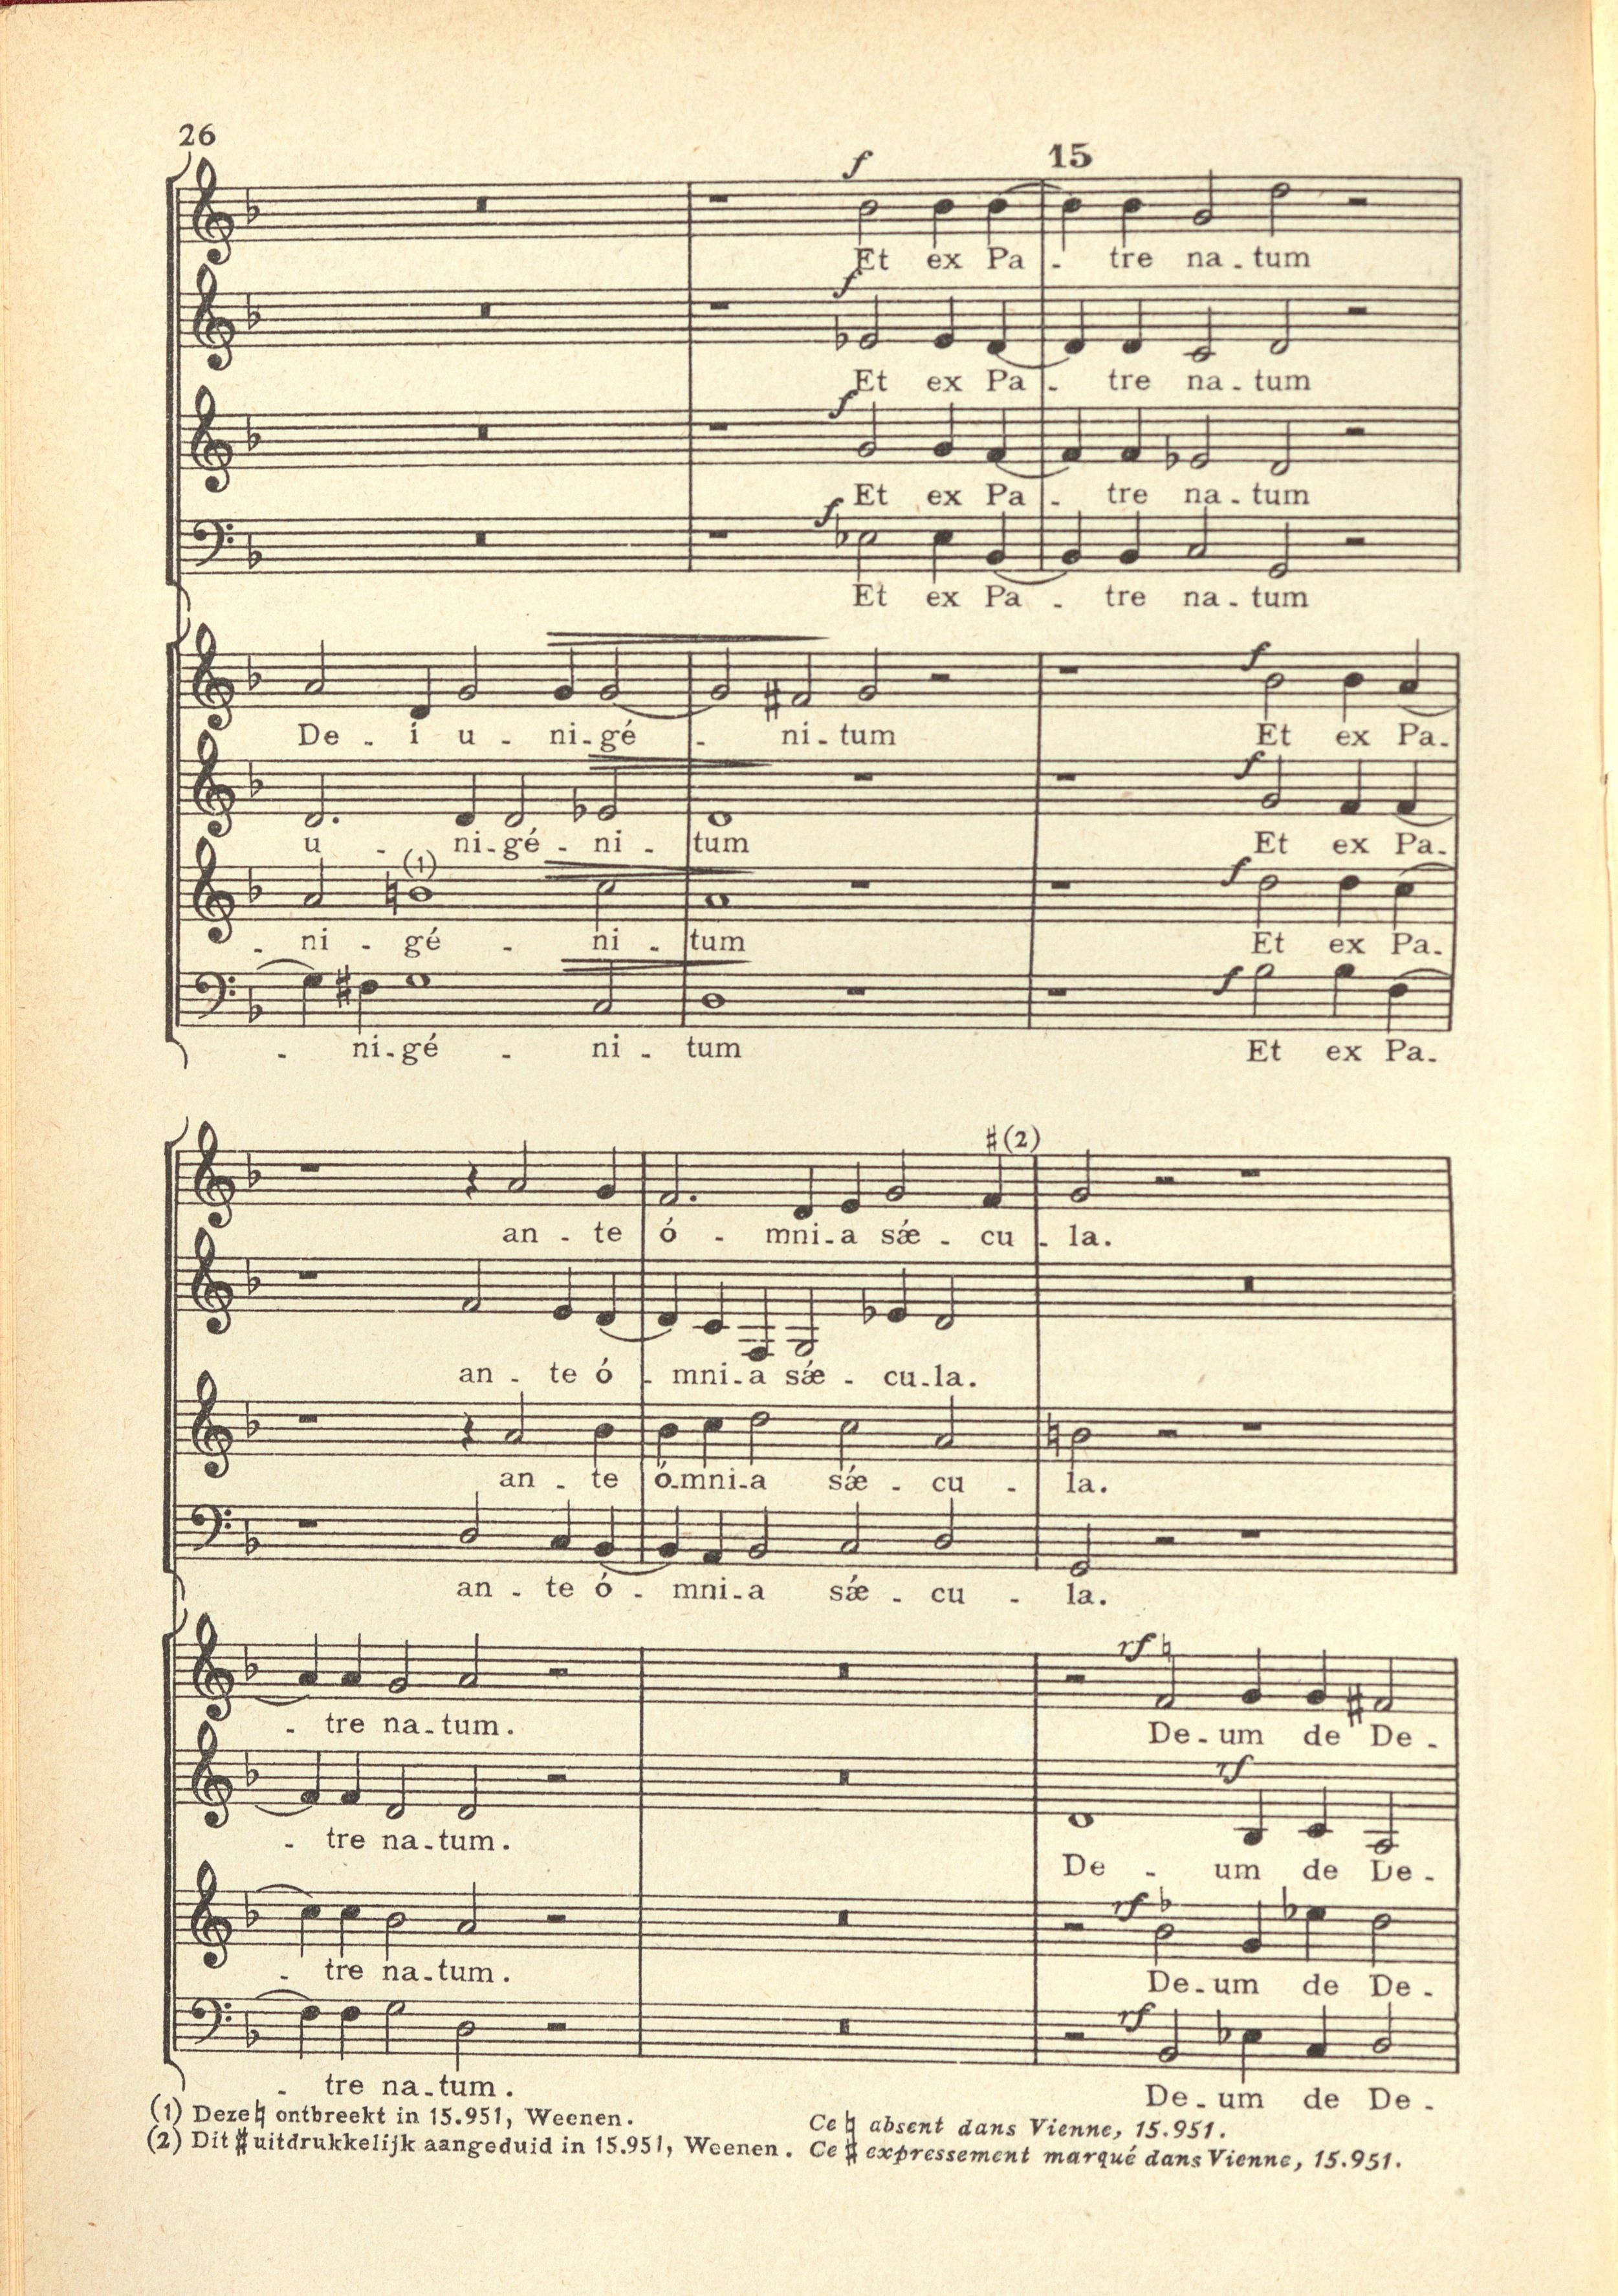 26
f 15
Et ex Pa - tre na - tum
f
Et ex Pa - tre na - tum
f
Et ex Pa - tre na - tum
f
Et ex Pa - tre na - tum
f
De - i u - ni - gé - ni - tum Et ex Pa -
f
u - ni - gé - ni - tum Et ex Pa -
(1) f
- ni - gé - ni - tum Et ex Pa -
f
- ni - gé - ni - tum Et ex Pa -
♯(2)
an - te ó - mni - a sǽ - cu - la.
an - te ó - mni - a sǽ - cu - la.
an - te ó - mni - a sǽ - cu - la.
an - te ó - mni - a sǽ - cu - la.
rf ♮
- tre na - tum. De - um de De -
rf
- tre na - tum. De - um de De -
rf ♭
- tre na - tum. De - um de De -
rf
- tre na - tum. De - um de De -
(1) Deze ♮ ontbreekt in 15.951, Weenen. Ce ♮ absent dans Vienne, 15.951.
(2) Dit ♯ uitdrukkelijk aangeduid in 15.951, Weenen. Ce ♯ expressement marqué dans Vienne, 15.951.